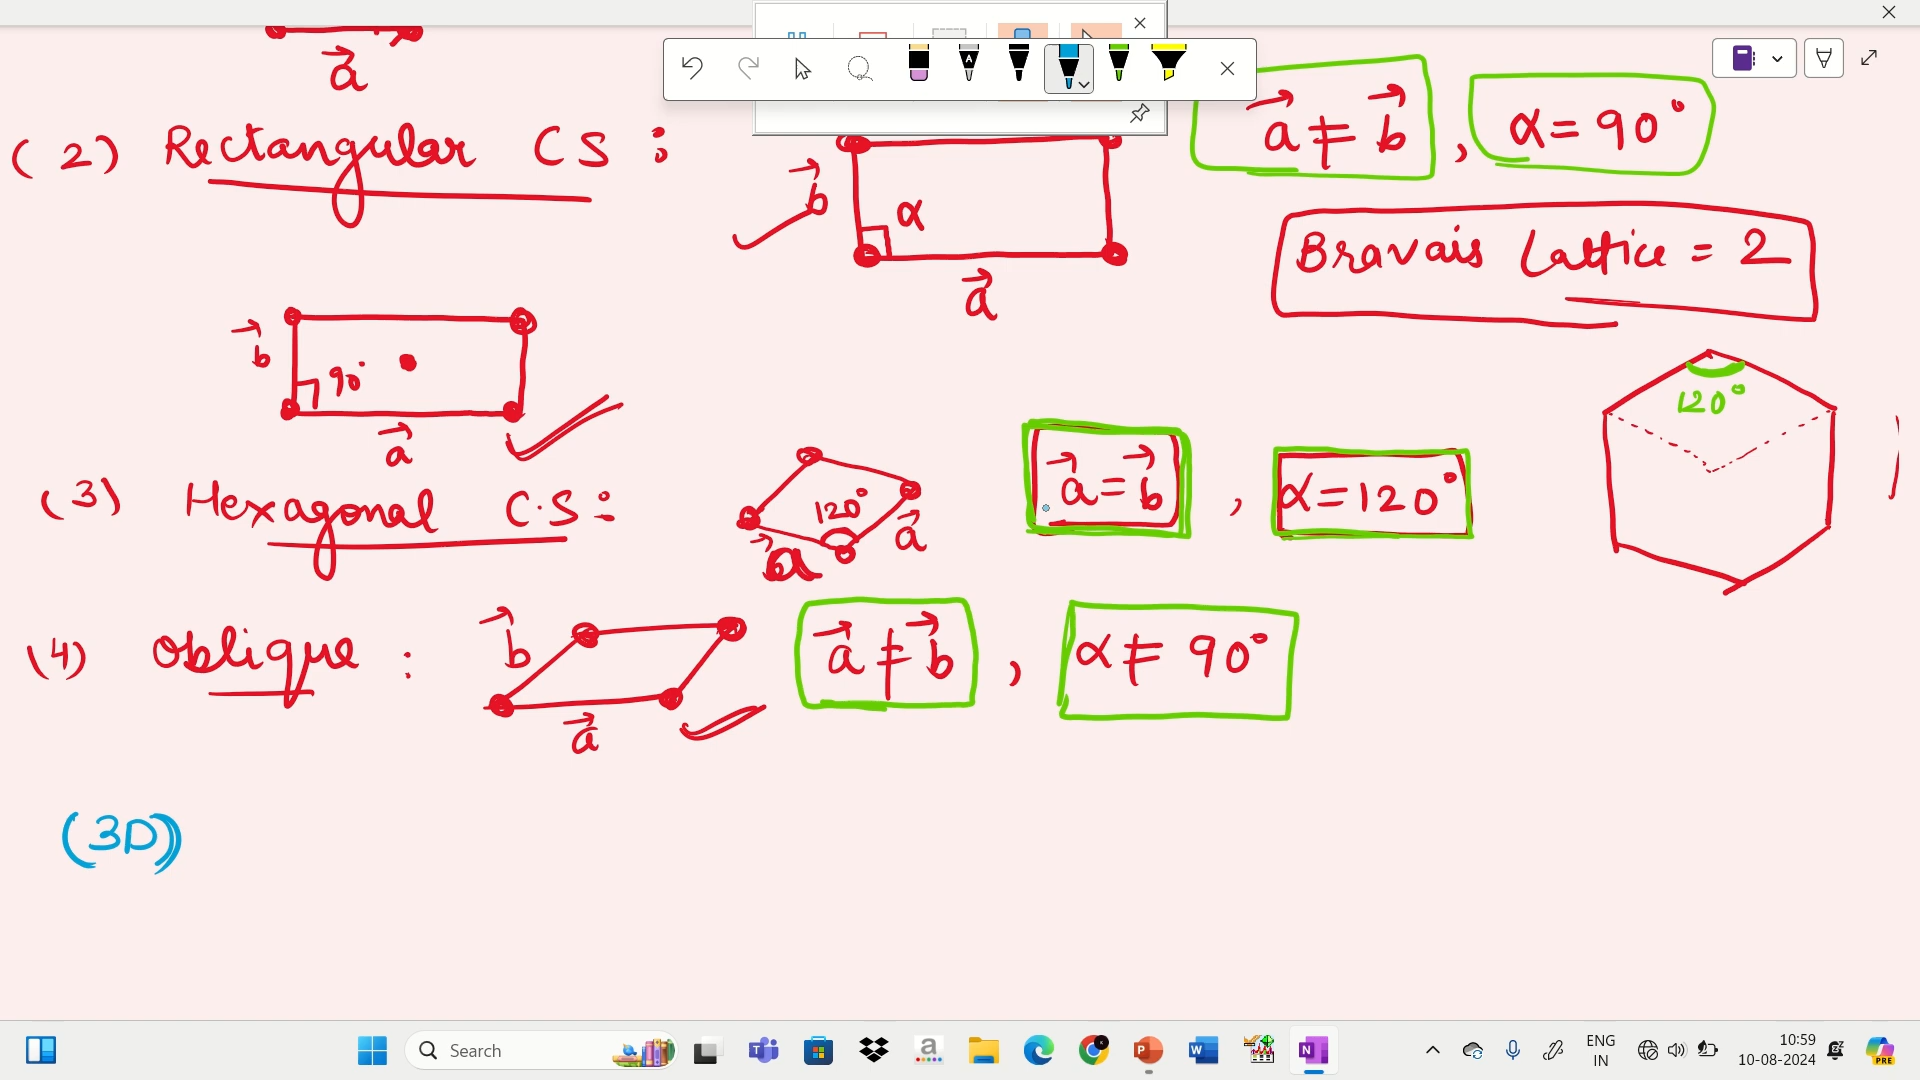 a⃗
(2) Rectangular CS :
b⃗
α
a⃗
a⃗ ≠ b⃗ , α = 90°
Bravais Lattice = 2
b⃗
90°
a⃗
120°
(3) Hexagonal C.S :
120°
a⃗
a⃗
a⃗ = b⃗ , α = 120°
(4) Oblique :
b⃗
a⃗
a⃗ ≠ b⃗ , α ≠ 90°
(3D)
Search
ENG
IN
10:59
10-08-2024
PRE